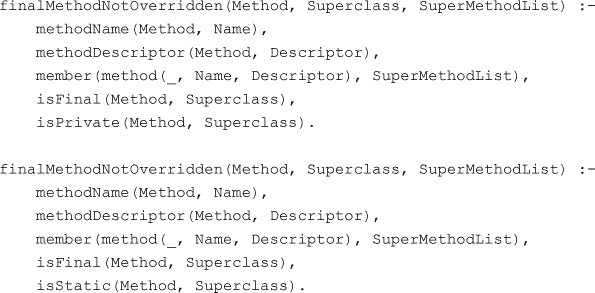 finalMethodNotOverridden(Method, Superclass, SuperMethodList) :-
    methodName(Method, Name),
    methodDescriptor(Method, Descriptor),
    member(method(_, Name, Descriptor), SuperMethodList),
    isFinal(Method, Superclass),
    isPrivate(Method, Superclass).

finalMethodNotOverridden(Method, Superclass, SuperMethodList) :-
    methodName(Method, Name),
    methodDescriptor(Method, Descriptor),
    member(method(_, Name, Descriptor), SuperMethodList),
    isFinal(Method, Superclass),
    isStatic(Method, Superclass).